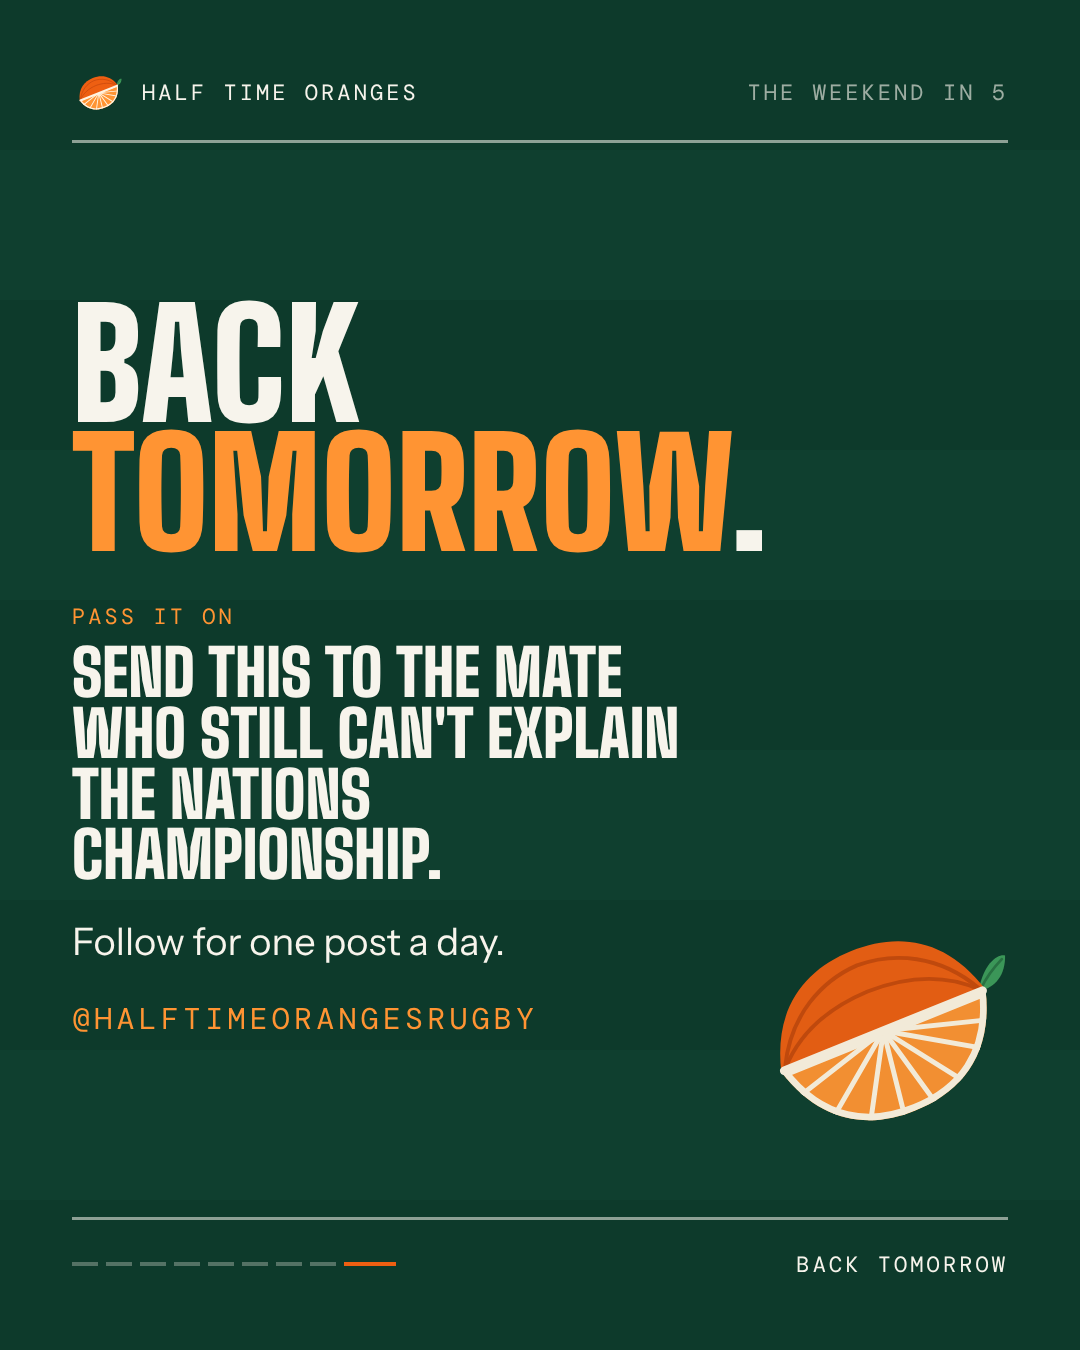 HALF TIME ORANGES
THE WEEKEND IN 5
BACK
TOMORROW.
PASS IT ON
SEND THIS TO THE MATE
WHO STILL CAN'T EXPLAIN
THE NATIONS
CHAMPIONSHIP.
Follow for one post a day.
@HALFTIMEORANGESRUGBY
BACK TOMORROW